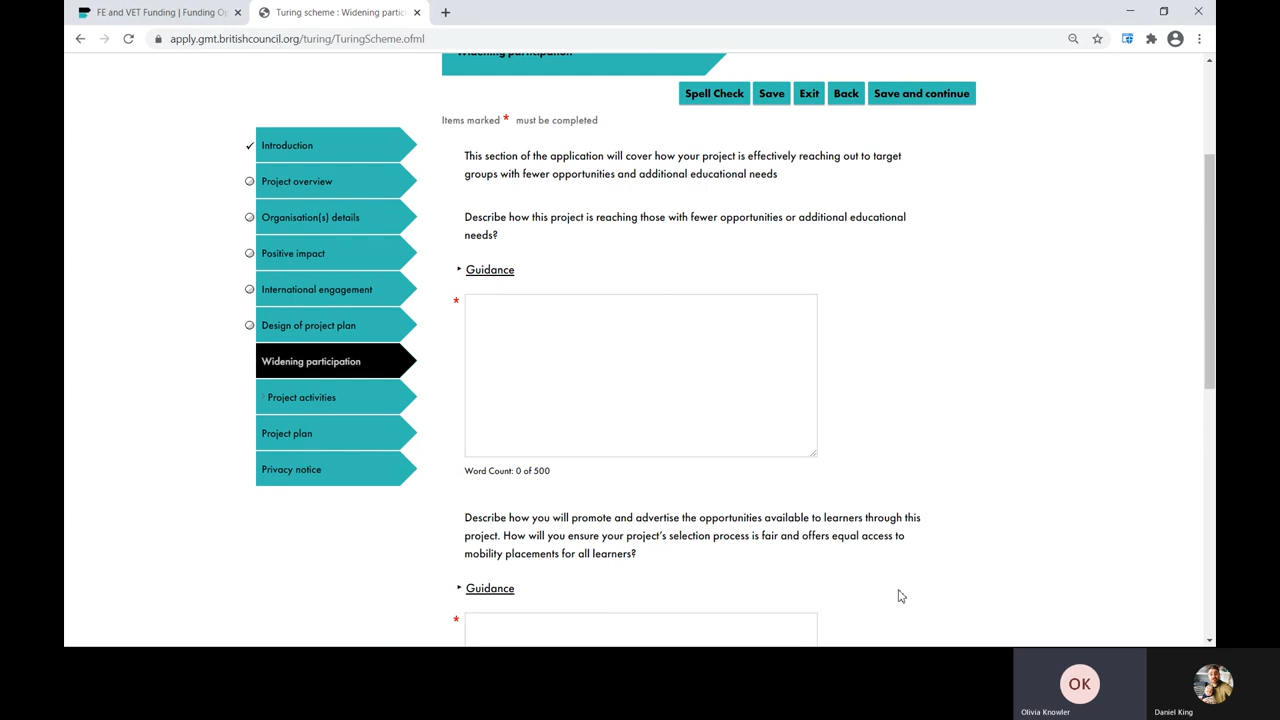 FE and VET Funding | Funding Op
Turing scheme : Widening partici
apply.gmt.britishcouncil.org/turing/TuringScheme.ofml
Widening participation
Spell Check
Save
Exit
Back
Save and continue
Items marked * must be completed
Introduction
Project overview
Organisation(s) details
Positive impact
International engagement
Design of project plan
Widening participation
Project activities
Project plan
Privacy notice
This section of the application will cover how your project is effectively reaching out to target
groups with fewer opportunities and additional educational needs
Describe how this project is reaching those with fewer opportunities or additional educational
needs?
Guidance
*
Word Count: 0 of 500
Describe how you will promote and advertise the opportunities available to learners through this
project. How will you ensure your project's selection process is fair and offers equal access to
mobility placements for all learners?
Guidance
*
OK
Olivia Knowler
Daniel King